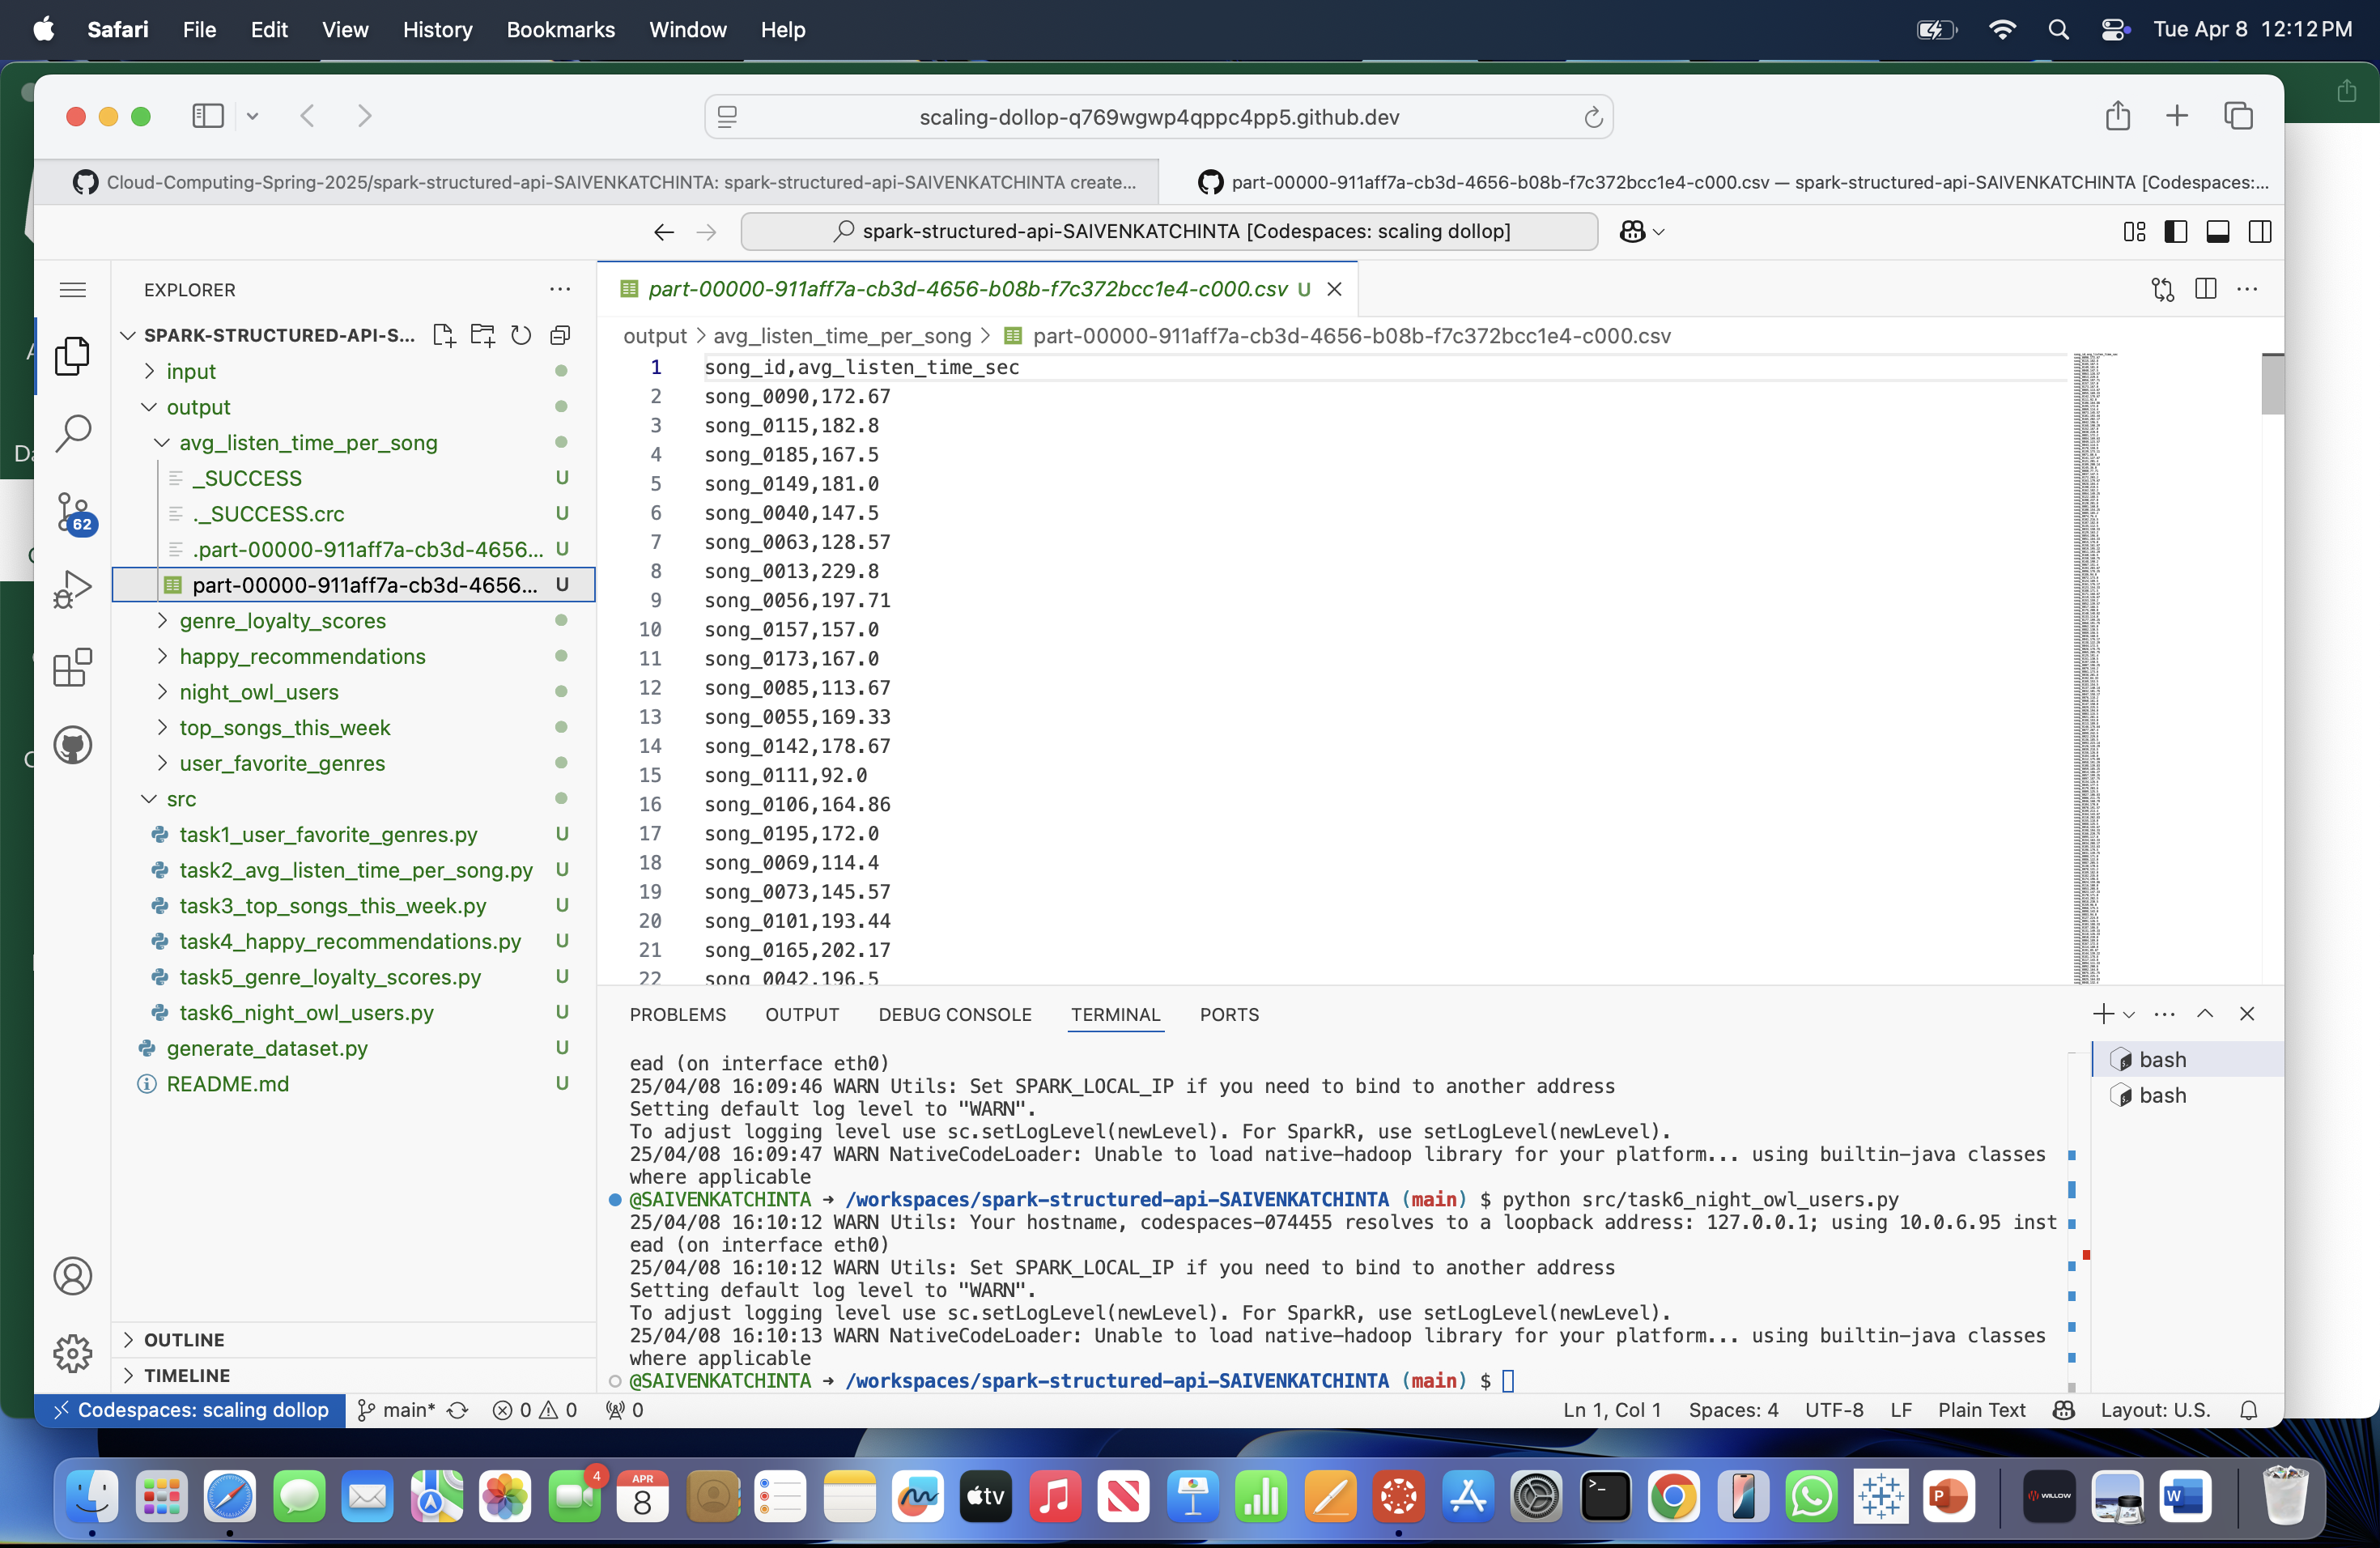 Safari File Edit View History Bookmarks Window Help Tue Apr 8 12:12 PM
scaling-dollop-q769wgwp4qppc4pp5.github.dev
Cloud-Computing-Spring-2025/spark-structured-api-SAIVENKATCHINTA: spark-structured-api-SAIVENKATCHINTA create...
part-00000-911aff7a-cb3d-4656-b08b-f7c372bcc1e4-c000.csv — spark-structured-api-SAIVENKATCHINTA [Codespaces:...
spark-structured-api-SAIVENKATCHINTA [Codespaces: scaling dollop]
EXPLORER
SPARK-STRUCTURED-API-S...
input
output
avg_listen_time_per_song
_SUCCESS U
._SUCCESS.crc U
.part-00000-911aff7a-cb3d-4656... U
part-00000-911aff7a-cb3d-4656... U
genre_loyalty_scores
happy_recommendations
night_owl_users
top_songs_this_week
user_favorite_genres
src
task1_user_favorite_genres.py U
task2_avg_listen_time_per_song.py U
task3_top_songs_this_week.py U
task4_happy_recommendations.py U
task5_genre_loyalty_scores.py U
task6_night_owl_users.py U
generate_dataset.py U
README.md U
OUTLINE
TIMELINE
62
part-00000-911aff7a-cb3d-4656-b08b-f7c372bcc1e4-c000.csv U
output > avg_listen_time_per_song > part-00000-911aff7a-cb3d-4656-b08b-f7c372bcc1e4-c000.csv
1 song_id,avg_listen_time_sec
2 song_0090,172.67
3 song_0115,182.8
4 song_0185,167.5
5 song_0149,181.0
6 song_0040,147.5
7 song_0063,128.57
8 song_0013,229.8
9 song_0056,197.71
10 song_0157,157.0
11 song_0173,167.0
12 song_0085,113.67
13 song_0055,169.33
14 song_0142,178.67
15 song_0111,92.0
16 song_0106,164.86
17 song_0195,172.0
18 song_0069,114.4
19 song_0073,145.57
20 song_0101,193.44
21 song_0165,202.17
22 song_0042,196.5
PROBLEMS OUTPUT DEBUG CONSOLE TERMINAL PORTS
ead (on interface eth0)
25/04/08 16:09:46 WARN Utils: Set SPARK_LOCAL_IP if you need to bind to another address
Setting default log level to "WARN".
To adjust logging level use sc.setLogLevel(newLevel). For SparkR, use setLogLevel(newLevel).
25/04/08 16:09:47 WARN NativeCodeLoader: Unable to load native-hadoop library for your platform... using builtin-java classes
where applicable
@SAIVENKATCHINTA → /workspaces/spark-structured-api-SAIVENKATCHINTA (main) $ python src/task6_night_owl_users.py
25/04/08 16:10:12 WARN Utils: Your hostname, codespaces-074455 resolves to a loopback address: 127.0.0.1; using 10.0.6.95 inst
ead (on interface eth0)
25/04/08 16:10:12 WARN Utils: Set SPARK_LOCAL_IP if you need to bind to another address
Setting default log level to "WARN".
To adjust logging level use sc.setLogLevel(newLevel). For SparkR, use setLogLevel(newLevel).
25/04/08 16:10:13 WARN NativeCodeLoader: Unable to load native-hadoop library for your platform... using builtin-java classes
where applicable
@SAIVENKATCHINTA → /workspaces/spark-structured-api-SAIVENKATCHINTA (main) $
bash
bash
Codespaces: scaling dollop main* 0 0 0 Ln 1, Col 1 Spaces: 4 UTF-8 LF Plain Text Layout: U.S.
4
APR
8
tv
WILLOW